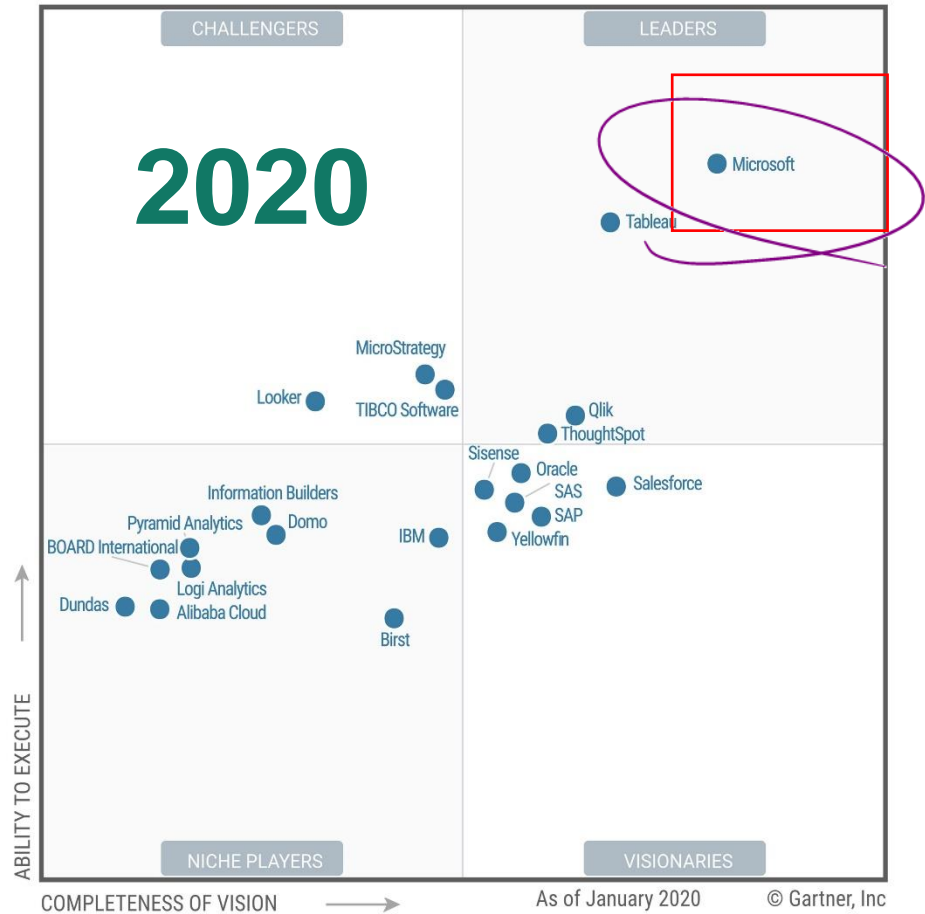 CHALLENGERS
LEADERS
2020
Microsoft
Tableau
MicroStrategy
Looker
TIBCO Software
Qlik
ThoughtSpot
Sisense
Oracle
Salesforce
SAS
SAP
Yellowfin
Information Builders
Domo
Pyramid Analytics
IBM
BOARD International
Logi Analytics
Dundas
Alibaba Cloud
Birst
ABILITY TO EXECUTE
NICHE PLAYERS
VISIONARIES
COMPLETENESS OF VISION
As of January 2020
© Gartner, Inc